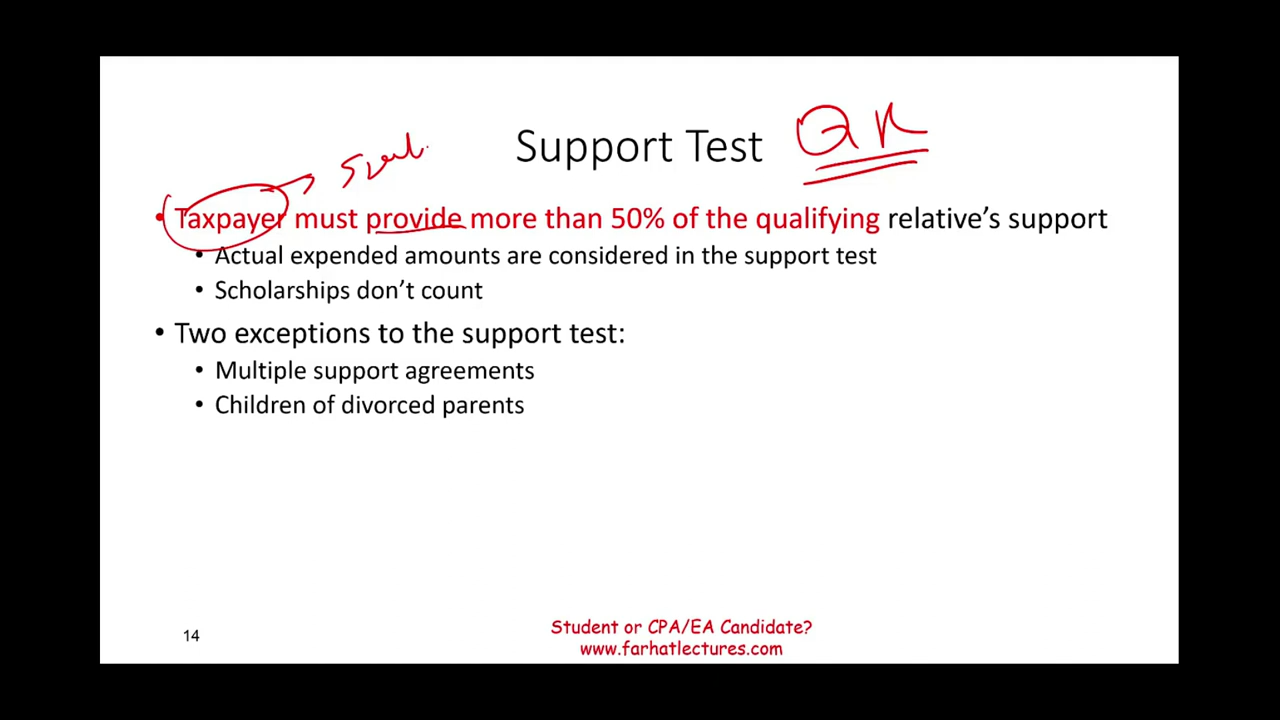 Support Test QR
• Taxpayer must provide more than 50% of the qualifying relative's support
• Actual expended amounts are considered in the support test
• Scholarships don't count
• Two exceptions to the support test:
• Multiple support agreements
• Children of divorced parents
14
Student or CPA/EA Candidate?
www.farhatlectures.com